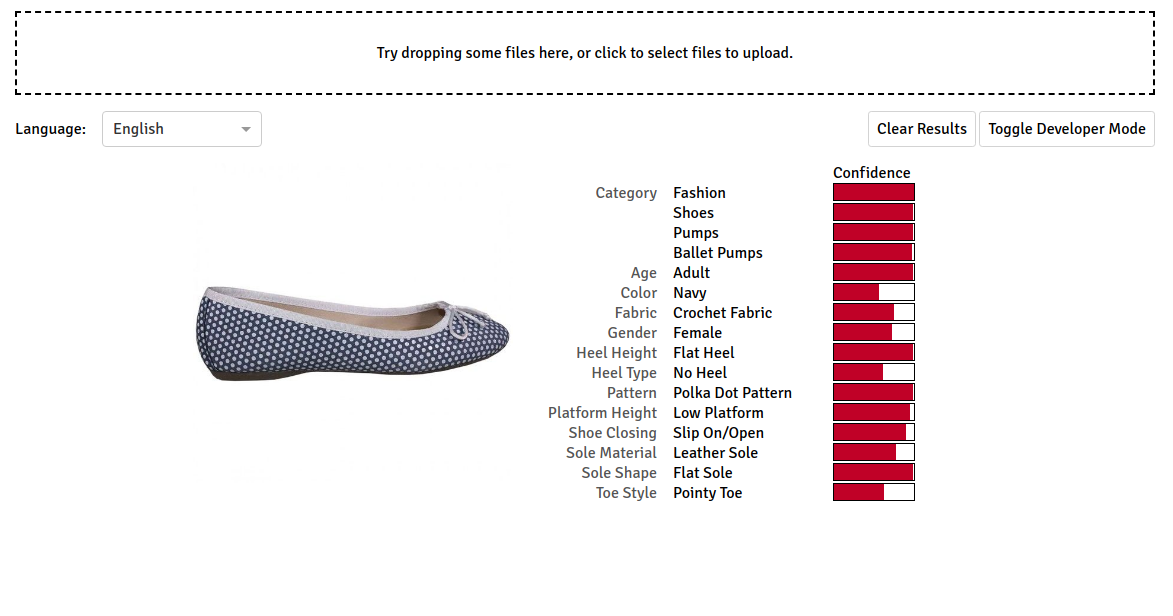 Try dropping some files here, or click to select files to upload.
Language: English Clear Results Toggle Developer Mode
Confidence
Category Fashion
Shoes
Pumps
Ballet Pumps
Age Adult
Color Navy
Fabric Crochet Fabric
Gender Female
Heel Height Flat Heel
Heel Type No Heel
Pattern Polka Dot Pattern
Platform Height Low Platform
Shoe Closing Slip On/Open
Sole Material Leather Sole
Sole Shape Flat Sole
Toe Style Pointy Toe